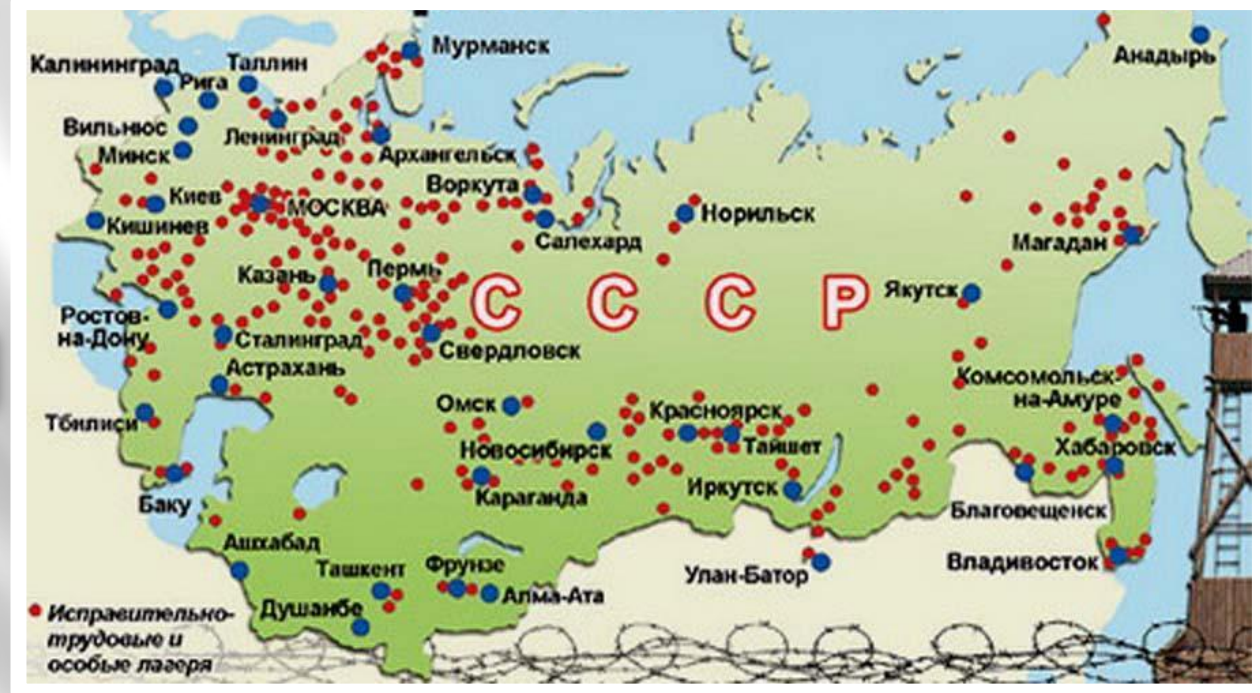 Мурманск
Анадырь
Калининград
Таллин
Рига
Вильнюс
Ленинград
Минск
Архангельск
Воркута
Киев
МОСКВА
Норильск
Кишинев
Салехард
Магадан
Казань
Пермь
С С С Р
Якутск
Ростов-
на-Дону
Сталинград
Свердловск
Астрахань
Комсомольск-
на-Амуре
Омск
Красноярск
Тбилиси
Новосибирск
Тайшет
Хабаровск
Баку
Караганда
Иркутск
Благовещенск
Ашхабад
Ташкент
Фрунзе
Улан-Батор
Владивосток
Алма-Ата
Душанбе
Исправительно-
трудовые и
особые лагеря